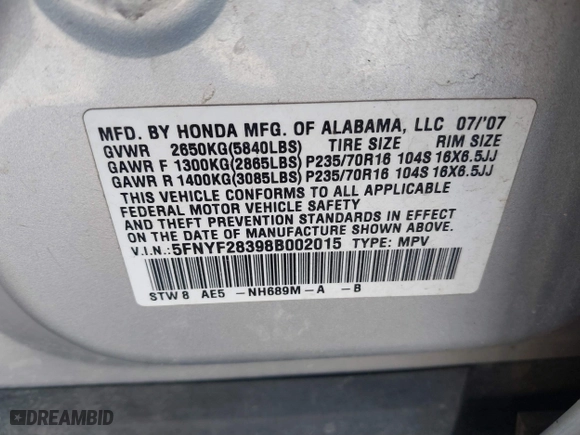 MFD. BY HONDA MFG. OF ALABAMA, LLC 07/'07
GVWR 2650KG(5840LBS) TIRE SIZE RIM SIZE
GAWR F 1300KG(2865LBS) P235/70R16 104S 16X6.5JJ
GAWR R 1400KG(3085LBS) P235/70R16 104S 16X6.5JJ
THIS VEHICLE CONFORMS TO ALL APPLICABLE
FEDERAL MOTOR VEHICLE SAFETY
AND THEFT PREVENTION STANDARDS IN EFFECT
ON THE DATE OF MANUFACTURE SHOWN ABOVE.
V.I.N.: 5FNYF28398B002015 TYPE: MPV
STW 8 AE5 -NH689M-A -B
DREAMBID